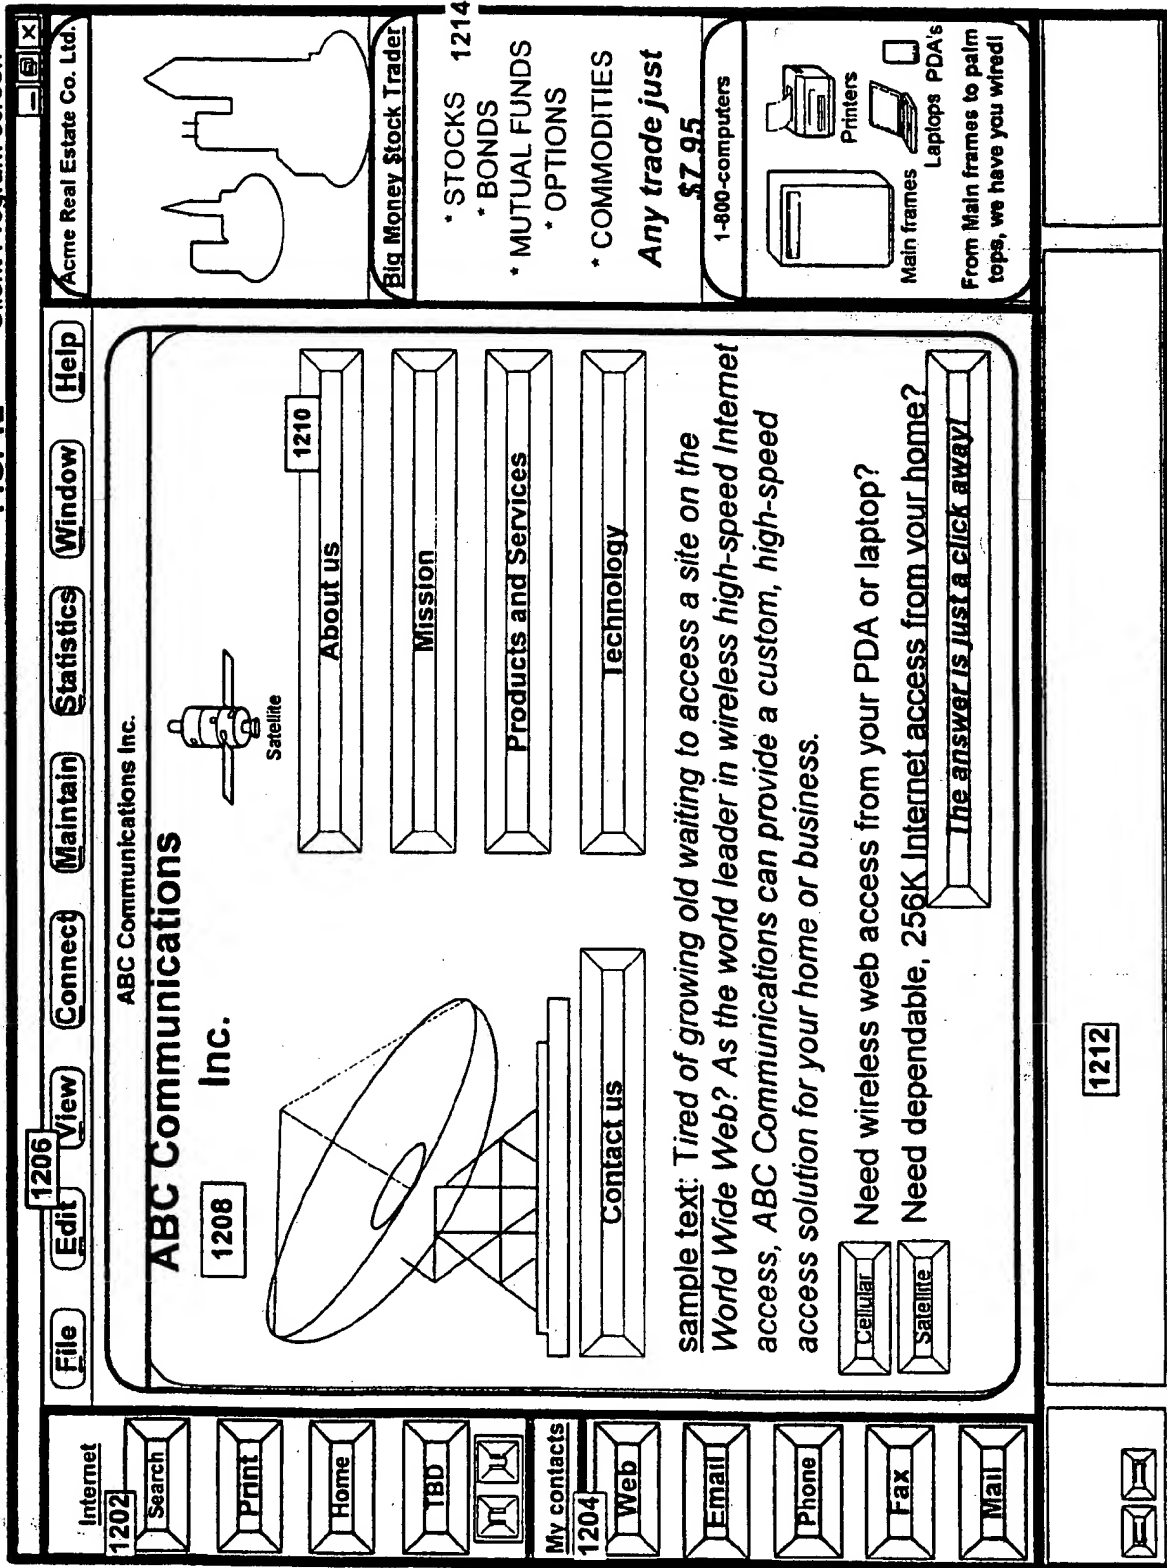 1206
File Edit View Connect Maintain Statistics Window Help
Internet
1202
Search
Print
Home
TBD
My contacts
1204
Web
Email
Phone
Fax
Mail
ABC Communications Inc.
ABC Communications
Inc.
1208
Satellite
1210
About us
Mission
Products and Services
Technology
Contact us
sample text: Tired of growing old waiting to access a site on the
World Wide Web? As the world leader in wireless high-speed Internet
access, ABC Communications can provide a custom, high-speed
access solution for your home or business.
Cellular
Need wireless web access from your PDA or laptop?
Satellite
Need dependable, 256K Internet access from your home?
The answer is just a click away!
Acme Real Estate Co. Ltd.
Big Money Stock Trader
1214
* STOCKS
* BONDS
* MUTUAL FUNDS
* OPTIONS
* COMMODITIES
Any trade just
$7.95
1-800-computers
Printers
Main frames
Laptops PDA's
From Main frames to palm
tops, we have you wired!
1212